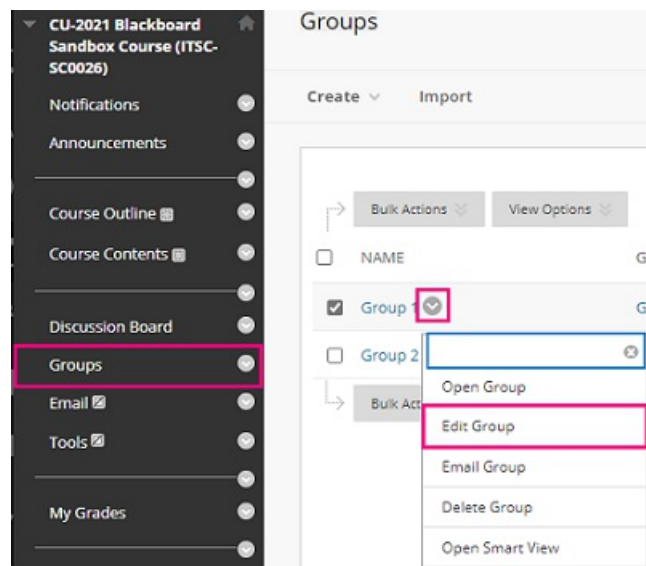 CU-2021 Blackboard
Sandbox Course (ITSC-
SC0026)
Notifications
Announcements
Course Outline
Course Contents
Discussion Board
Groups
Email
Tools
My Grades
Groups
Create Import
Bulk Actions View Options
NAME G
Group 1 G
Group 2
Bulk Act
Open Group
Edit Group
Email Group
Delete Group
Open Smart View